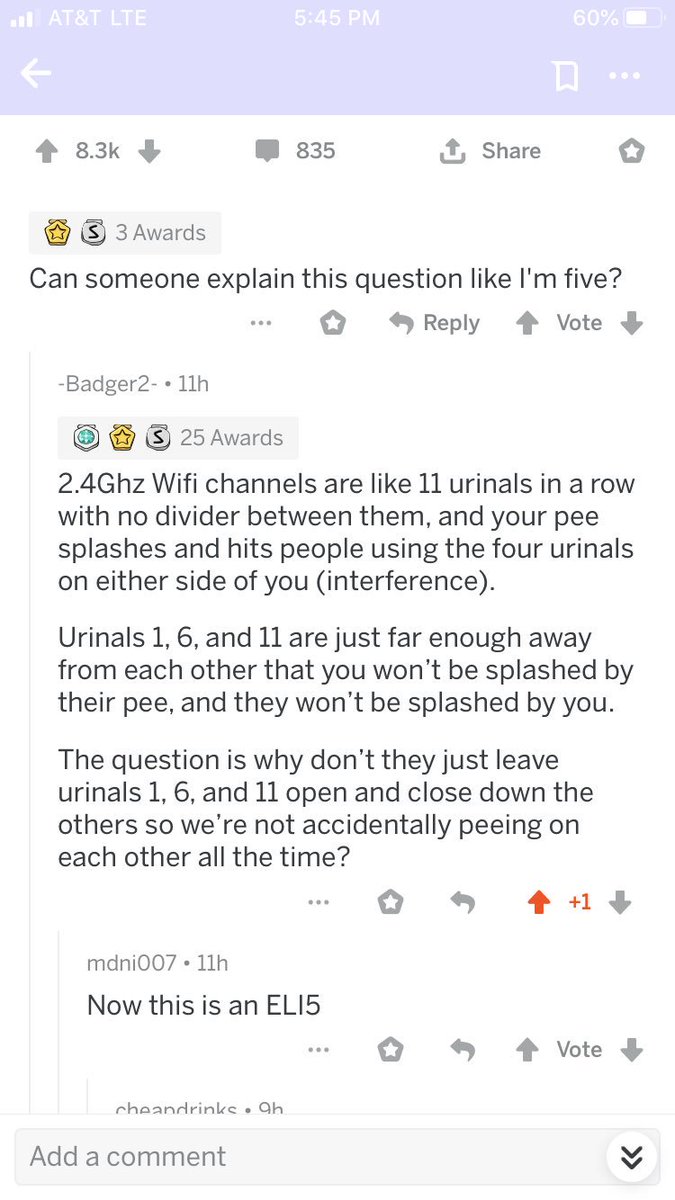 AT&T LTE 5:45 PM 60%
8.3k 835 Share
3 Awards
Can someone explain this question like I'm five?
Reply Vote
-Badger2- • 11h
25 Awards
2.4Ghz Wifi channels are like 11 urinals in a row
with no divider between them, and your pee
splashes and hits people using the four urinals
on either side of you (interference).
Urinals 1, 6, and 11 are just far enough away
from each other that you won’t be splashed by
their pee, and they won’t be splashed by you.
The question is why don’t they just leave
urinals 1, 6, and 11 open and close down the
others so we’re not accidentally peeing on
each other all the time?
+1
mdni007 • 11h
Now this is an ELI5
Vote
cheapdrinks • 9h
Add a comment